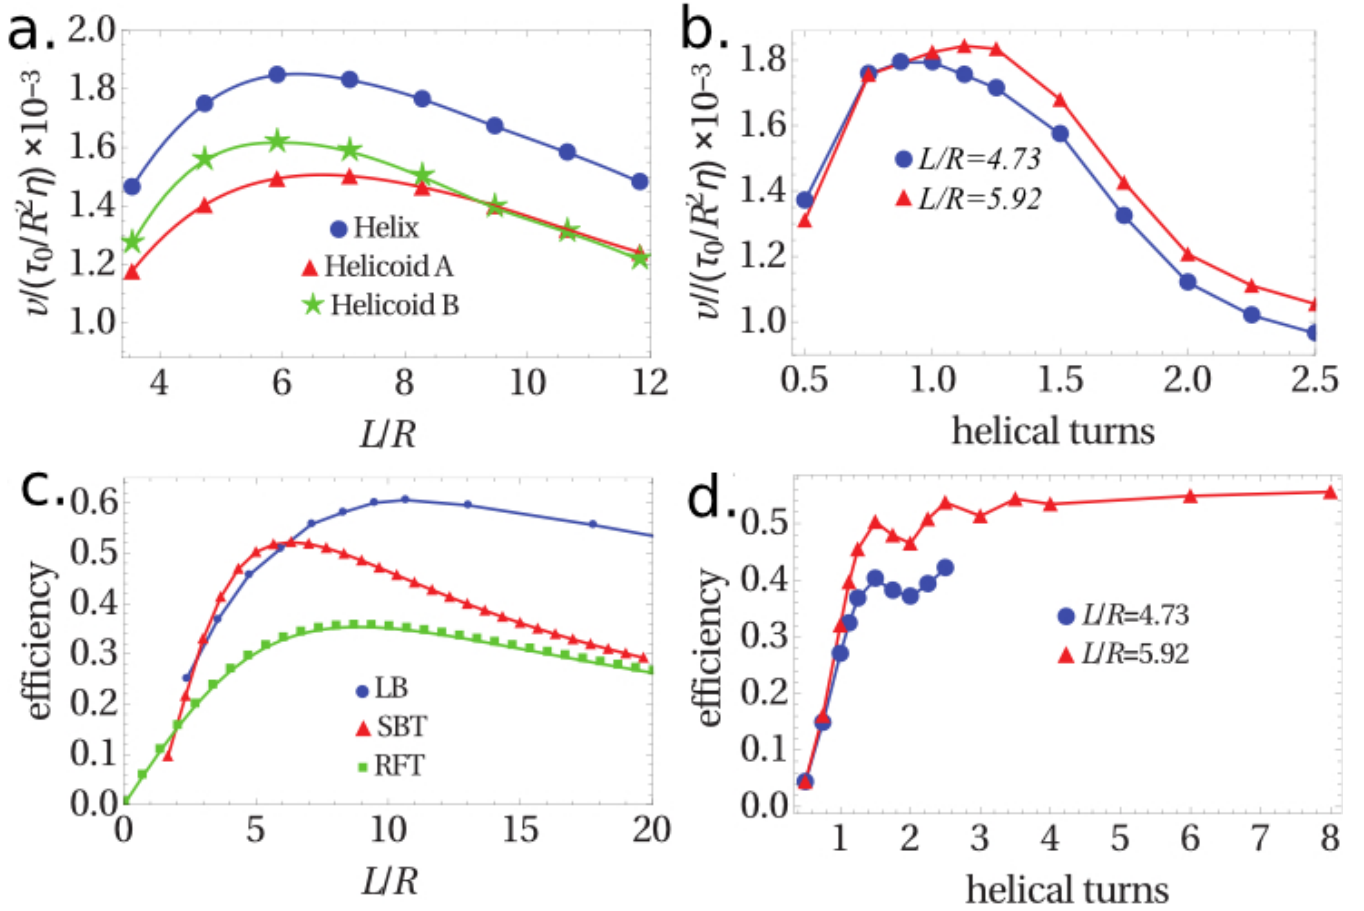 a.
2.0
1.8
1.6
1.4
1.2
1.0
ν/(τ₀/R²η) ×10⁻³
Helix
Helicoid A
Helicoid B
4 6 8 10 12
L/R
b.
1.8
1.6
1.4
1.2
1.0
ν//(τ₀/R²η) ×10⁻³
L/R=4.73
L/R=5.92
0.5 1.0 1.5 2.0 2.5
helical turns
c.
0.6
0.5
0.4
0.3
0.2
0.1
0.0
efficiency
LB
SBT
RFT
0 5 10 15 20
L/R
d.
0.5
0.4
0.3
0.2
0.1
0.0
efficiency
L/R=4.73
L/R=5.92
1 2 3 4 5 6 7 8
helical turns